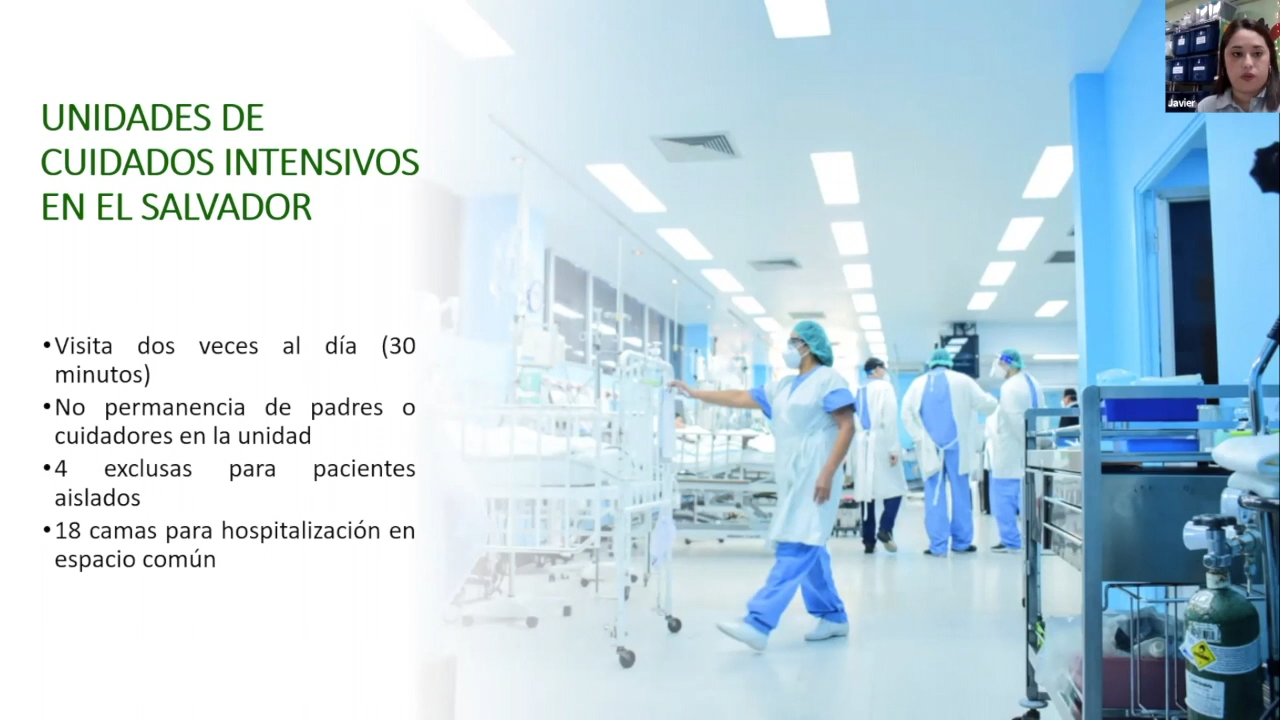 UNIDADES DE
CUIDADOS INTENSIVOS
EN EL SALVADOR
•Visita dos veces al día (30
minutos)
•No permanencia de padres o
cuidadores en la unidad
•4 exclusas para pacientes
aislados
•18 camas para hospitalización en
espacio común
Javier